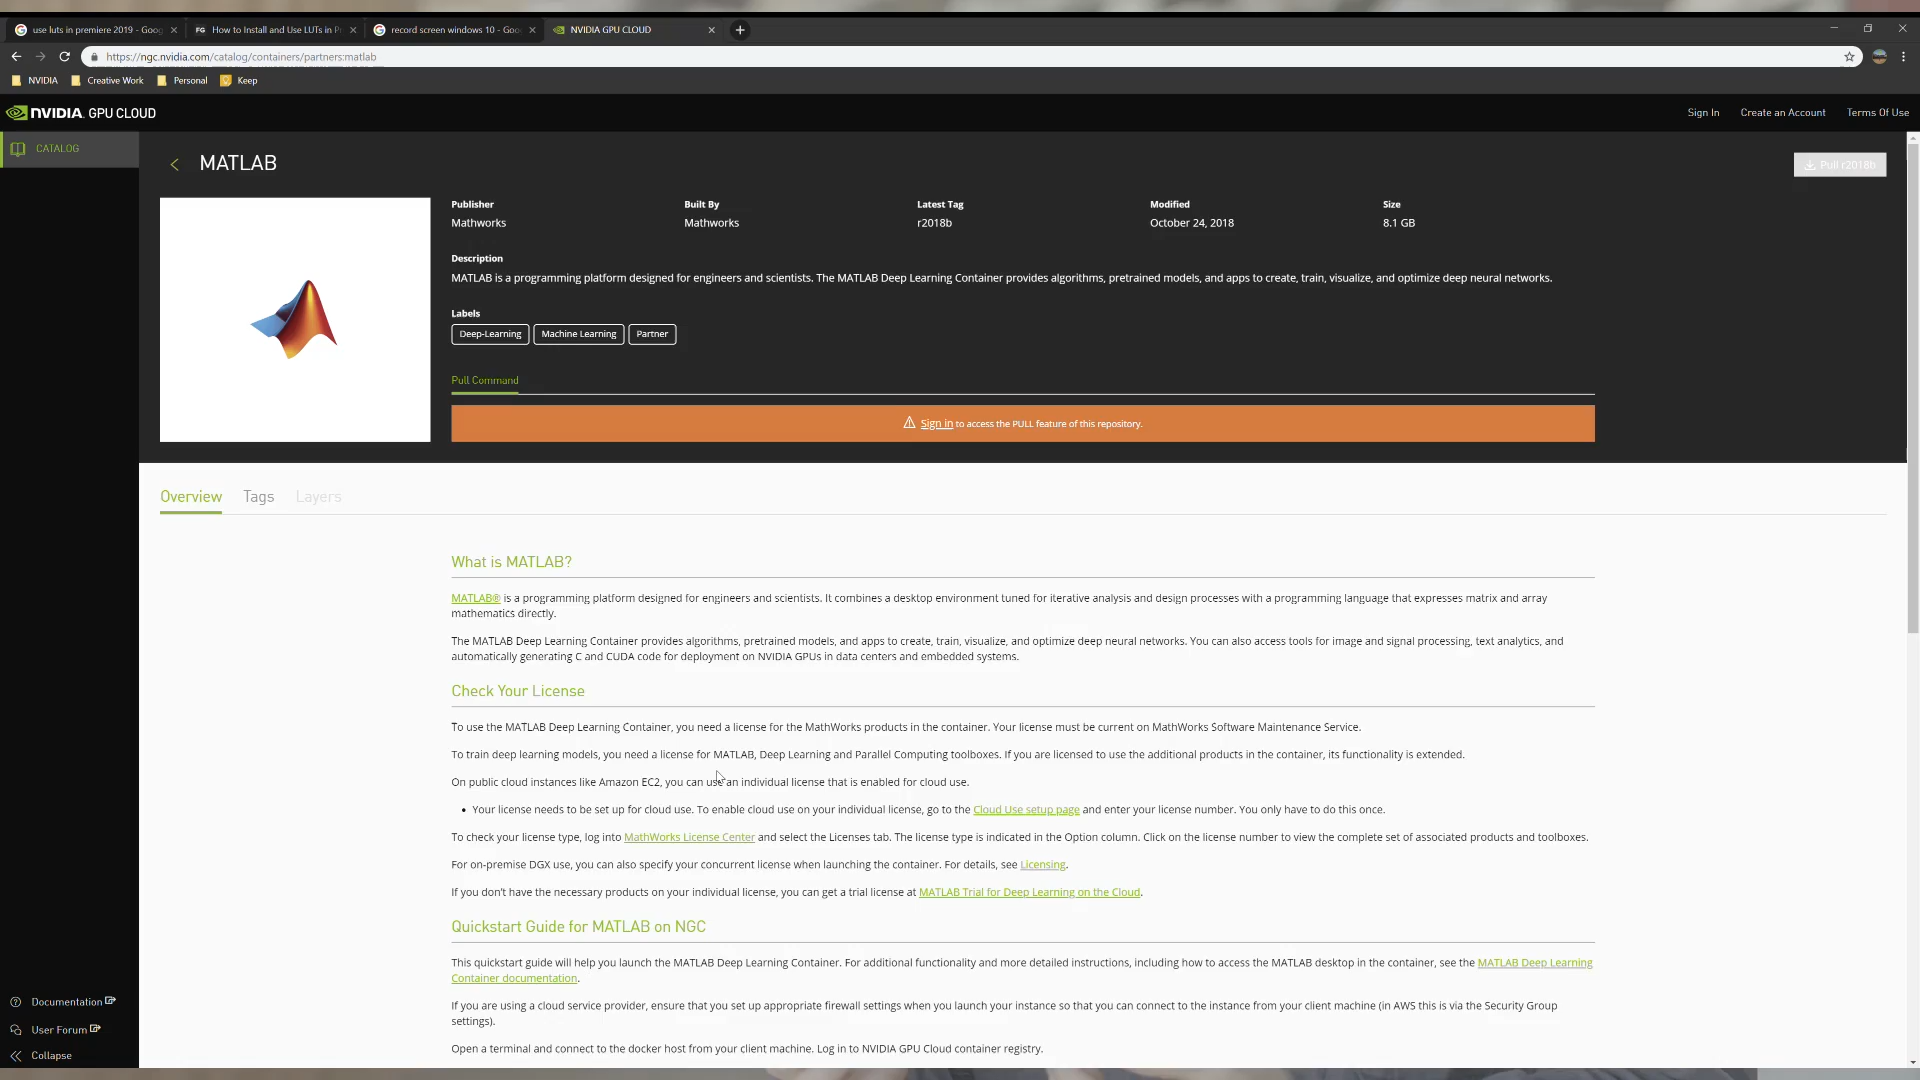 use luts in premiere 2019 - Goog
How to Install and Use LUTs in P
record screen windows 10 - Goo
NVIDIA GPU CLOUD
https://ngc.nvidia.com/catalog/containers/partners:matlab
NVIDIA
Creative Work
Personal
Keep
NVIDIA. GPU CLOUD
Sign In
Create an Account
Terms Of Use
CATALOG
MATLAB
Pull r2018b
Publisher
Built By
Latest Tag
Modified
Size
Mathworks
Mathworks
r2018b
October 24, 2018
8.1 GB
Description
MATLAB is a programming platform designed for engineers and scientists. The MATLAB Deep Learning Container provides algorithms, pretrained models, and apps to create, train, visualize, and optimize deep neural networks.
Labels
Deep-Learning
Machine Learning
Partner
Pull Command
Sign in to access the PULL feature of this repository.
Overview
Tags
Layers
What is MATLAB?
MATLAB® is a programming platform designed for engineers and scientists. It combines a desktop environment tuned for iterative analysis and design processes with a programming language that expresses matrix and array
mathematics directly.
The MATLAB Deep Learning Container provides algorithms, pretrained models, and apps to create, train, visualize, and optimize deep neural networks. You can also access tools for image and signal processing, text analytics, and
automatically generating C and CUDA code for deployment on NVIDIA GPUs in data centers and embedded systems.
Check Your License
To use the MATLAB Deep Learning Container, you need a license for the MathWorks products in the container. Your license must be current on MathWorks Software Maintenance Service.
To train deep learning models, you need a license for MATLAB, Deep Learning and Parallel Computing toolboxes. If you are licensed to use the additional products in the container, its functionality is extended.
On public cloud instances like Amazon EC2, you can use an individual license that is enabled for cloud use.
• Your license needs to be set up for cloud use. To enable cloud use on your individual license, go to the Cloud Use setup page and enter your license number. You only have to do this once.
To check your license type, log into MathWorks License Center and select the Licenses tab. The license type is indicated in the Option column. Click on the license number to view the complete set of associated products and toolboxes.
For on-premise DGX use, you can also specify your concurrent license when launching the container. For details, see Licensing.
If you don't have the necessary products on your individual license, you can get a trial license at MATLAB Trial for Deep Learning on the Cloud.
Quickstart Guide for MATLAB on NGC
This quickstart guide will help you launch the MATLAB Deep Learning Container. For additional functionality and more detailed instructions, including how to access the MATLAB desktop in the container, see the MATLAB Deep Learning
Container documentation.
If you are using a cloud service provider, ensure that you set up appropriate firewall settings when you launch your instance so that you can connect to the instance from your client machine (in AWS this is via the Security Group
settings).
Open a terminal and connect to the docker host from your client machine. Log in to NVIDIA GPU Cloud container registry.
Documentation
User Forum
Collapse